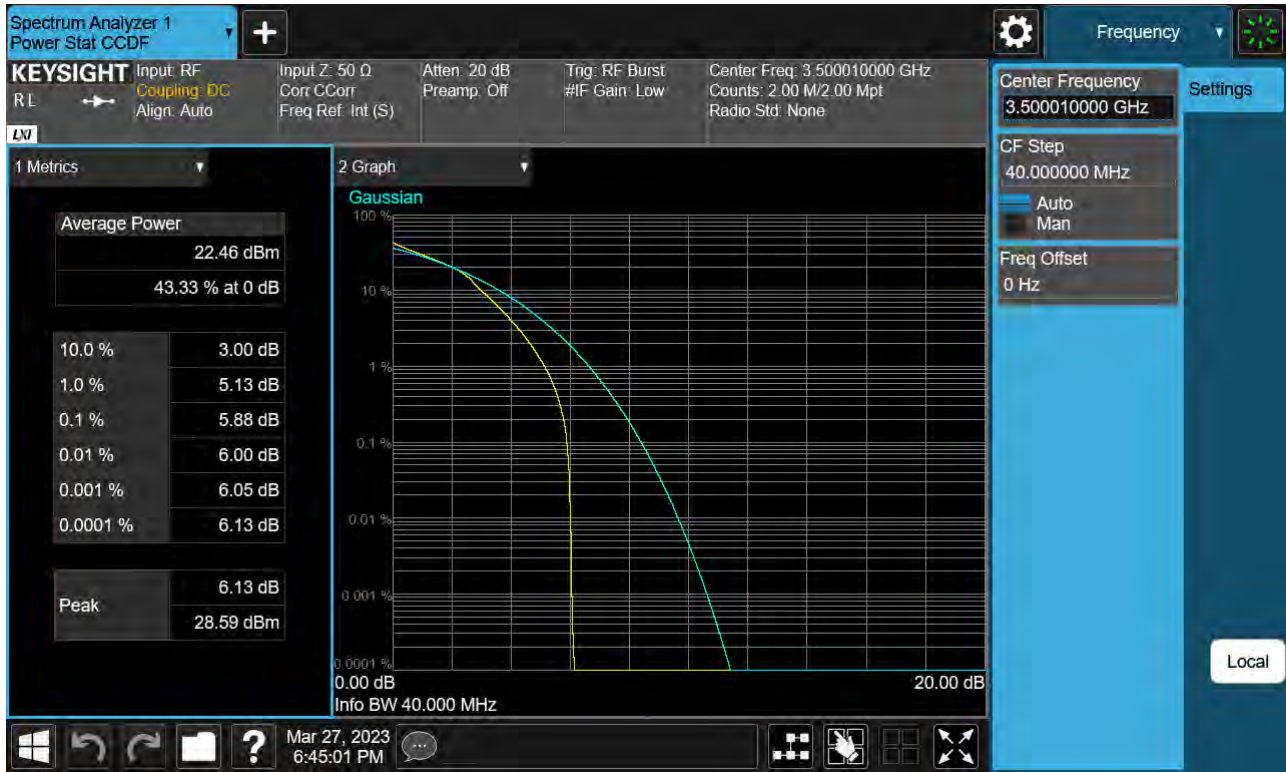 Spectrum Analyzer 1
Power Stat CCDF
+
Frequency
KEYSIGHT
RL
LXI
Input: RF
Coupling: DC
Align: Auto
Input Z: 50 Ω
Corr CCorr
Freq Ref: Int (S)
Atten: 20 dB
Preamp: Off
Trig: RF Burst
#IF Gain: Low
Center Freq: 3.500010000 GHz
Counts: 2.00 M/2.00 Mpt
Radio Std: None
Center Frequency
3.500010000 GHz
Settings
CF Step
40.000000 MHz
Auto
Man
Freq Offset
0 Hz
1 Metrics
Average Power
22.46 dBm
43.33 % at 0 dB
10.0 % 3.00 dB
1.0 % 5.13 dB
0.1 % 5.88 dB
0.01 % 6.00 dB
0.001 % 6.05 dB
0.0001 % 6.13 dB
Peak
6.13 dB
28.59 dBm
2 Graph
Gaussian
100 %
10 %
1 %
0.1 %
0.01 %
0.001 %
0.0001 %
0.00 dB 20.00 dB
Info BW 40.000 MHz
Local
?
Mar 27, 2023
6:45:01 PM